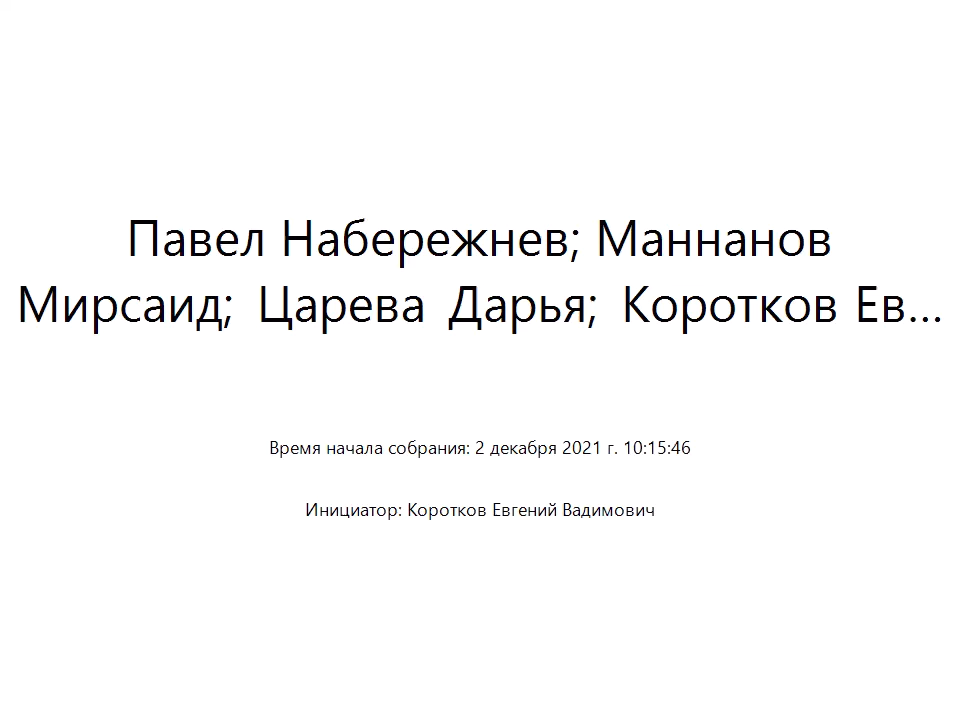 Павел Набережнев; Маннанов
Мирсаид; Царева Дарья; Коротков Ев...
Время начала собрания: 2 декабря 2021 г. 10:15:46
Инициатор: Коротков Евгений Вадимович